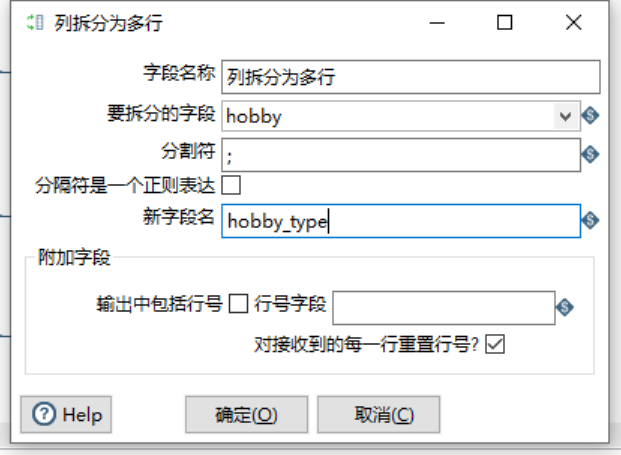 列拆分为多行
字段名称 列拆分为多行
要拆分的字段 hobby
分割符 ;
分隔符是一个正则表达
新字段名 hobby_type
附加字段
输出中包括行号 行号字段
对接收到的每一行重置行号?
Help 确定(O) 取消(C)